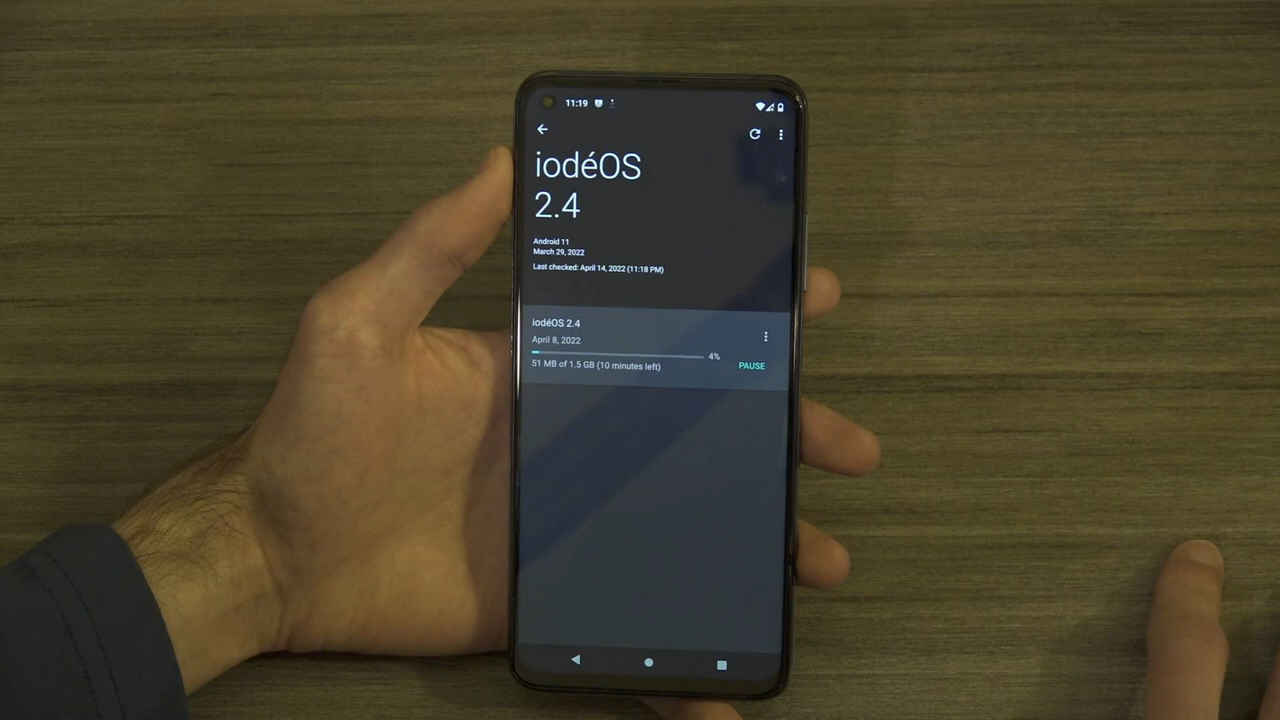 11:19
iodéOS
2.4
Android 11
March 29, 2022
Last checked: April 14, 2022 (11:18 PM)
iodéOS 2.4
April 8, 2022
4%
51 MB of 1.5 GB (10 minutes left)
PAUSE